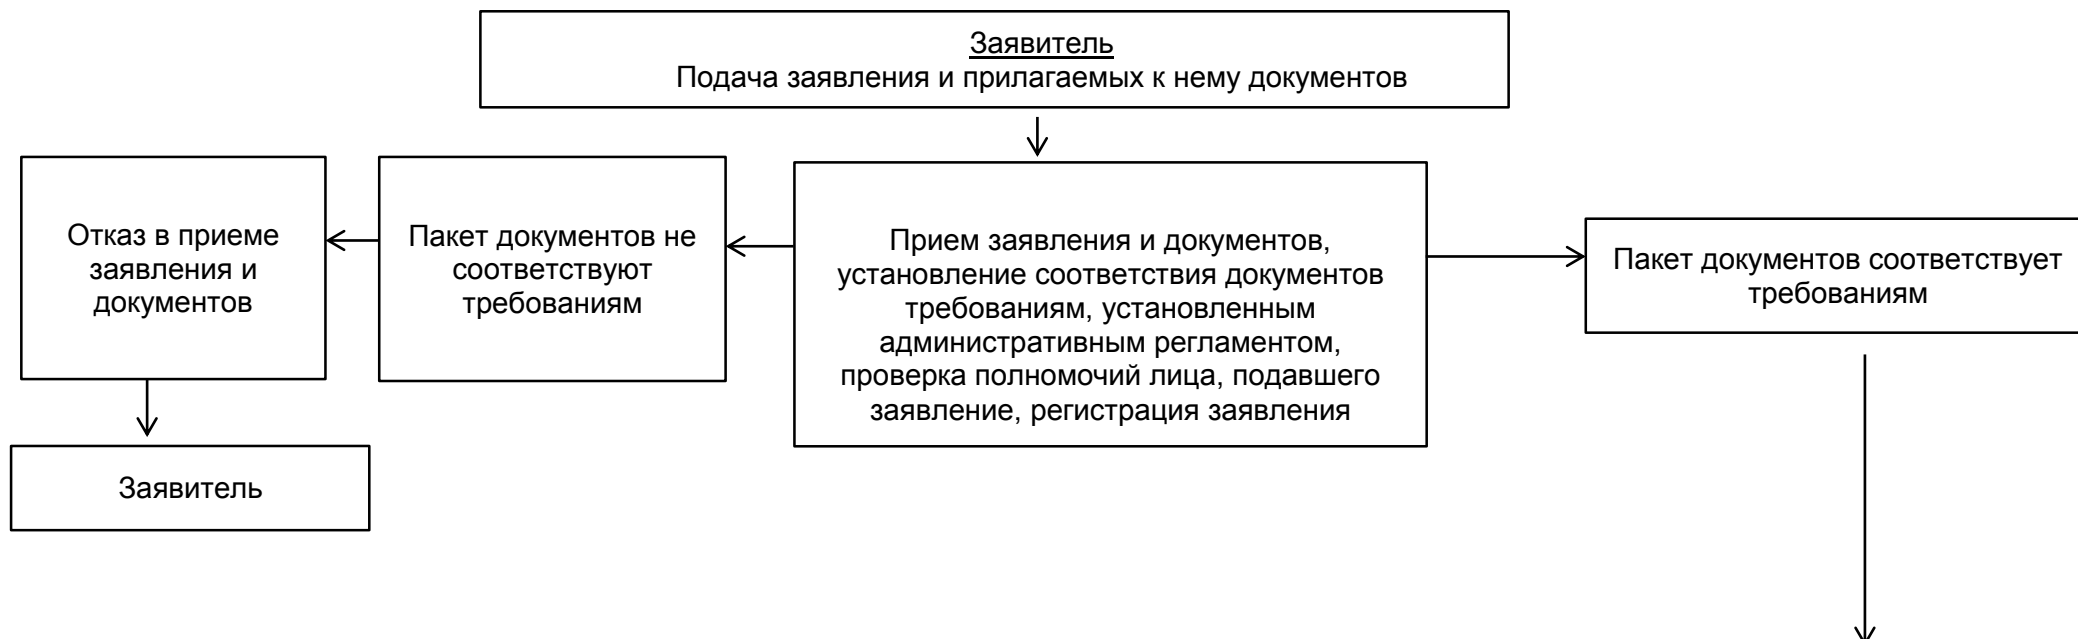 Заявитель
Подача заявления и прилагаемых к нему документов
Отказ в приеме
заявления и
документов
Пакет документов не
соответствуют
требованиям
Прием заявления и документов,
установление соответствия документов
требованиям, установленным
административным регламентом,
проверка полномочий лица, подавшего
заявление, регистрация заявления
Пакет документов соответствует
требованиям
Заявитель